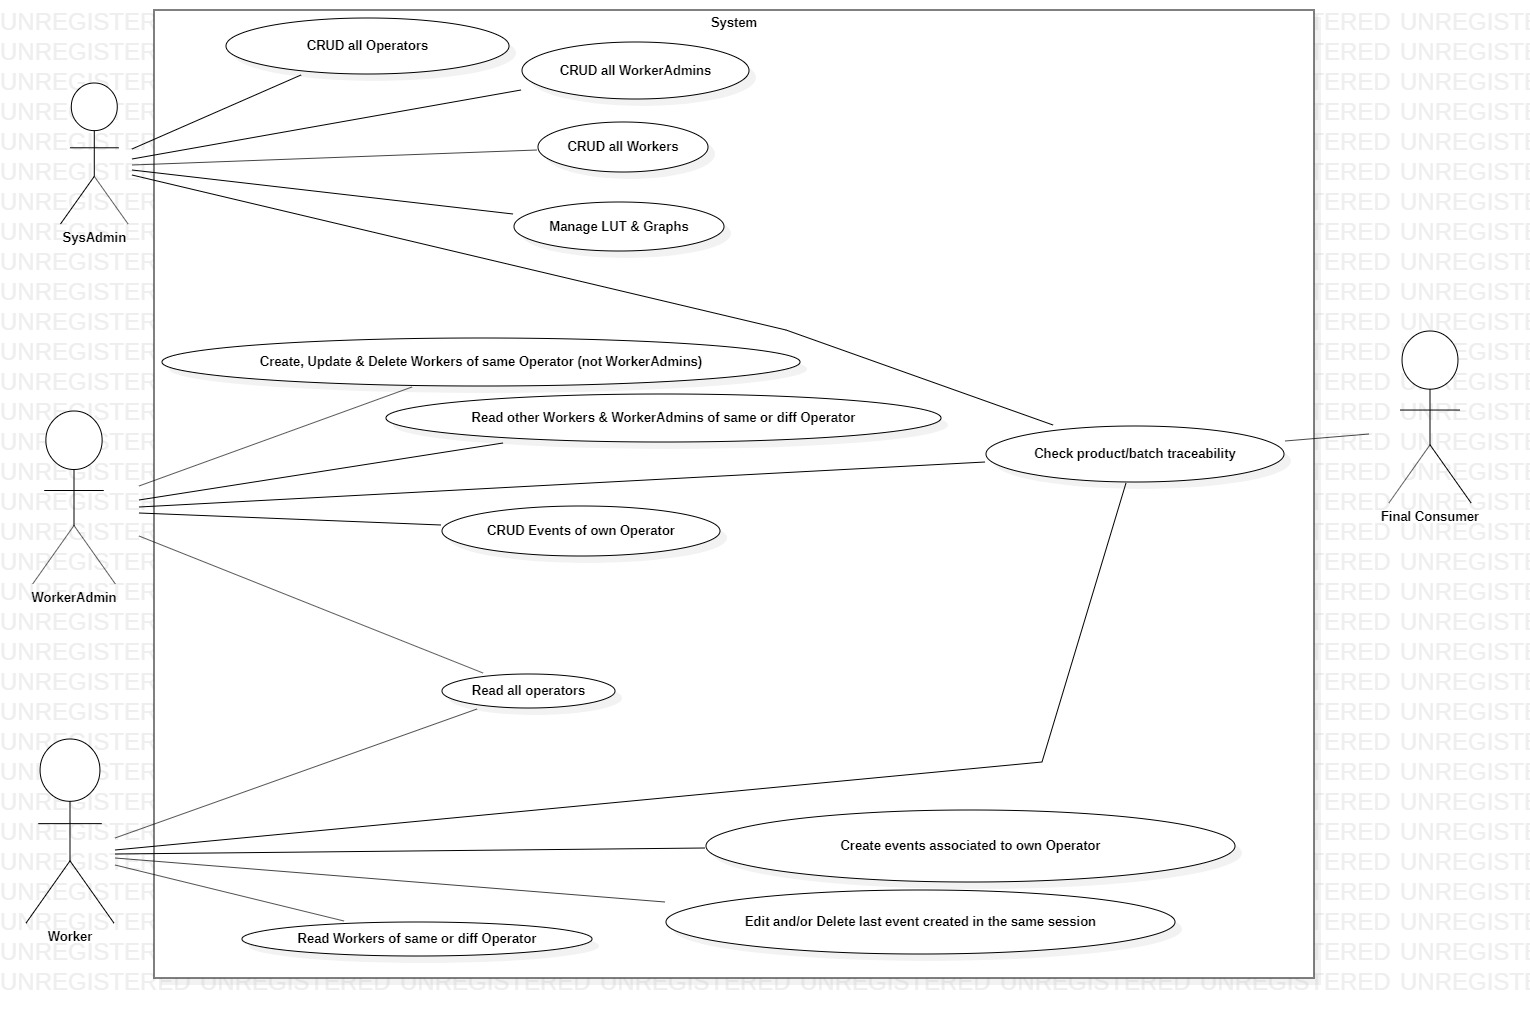 System
CRUD all Operators
CRUD all WorkerAdmins
CRUD all Workers
SysAdmin
Manage LUT & Graphs
Create, Update & Delete Workers of same Operator (not WorkerAdmins)
Read other Workers & WorkerAdmins of same or diff Operator
Check product/batch traceability
Final Consumer
CRUD Events of own Operator
WorkerAdmin
Read all operators
Create events associated to own Operator
Edit and/or Delete last event created in the same session
Worker
Read Workers of same or diff Operator
UNREGISTERED UNREGISTERED UNREGISTERED UNREGISTERED UNREGISTERED UNREGISTERED UNREGISTERED UNREGISTE